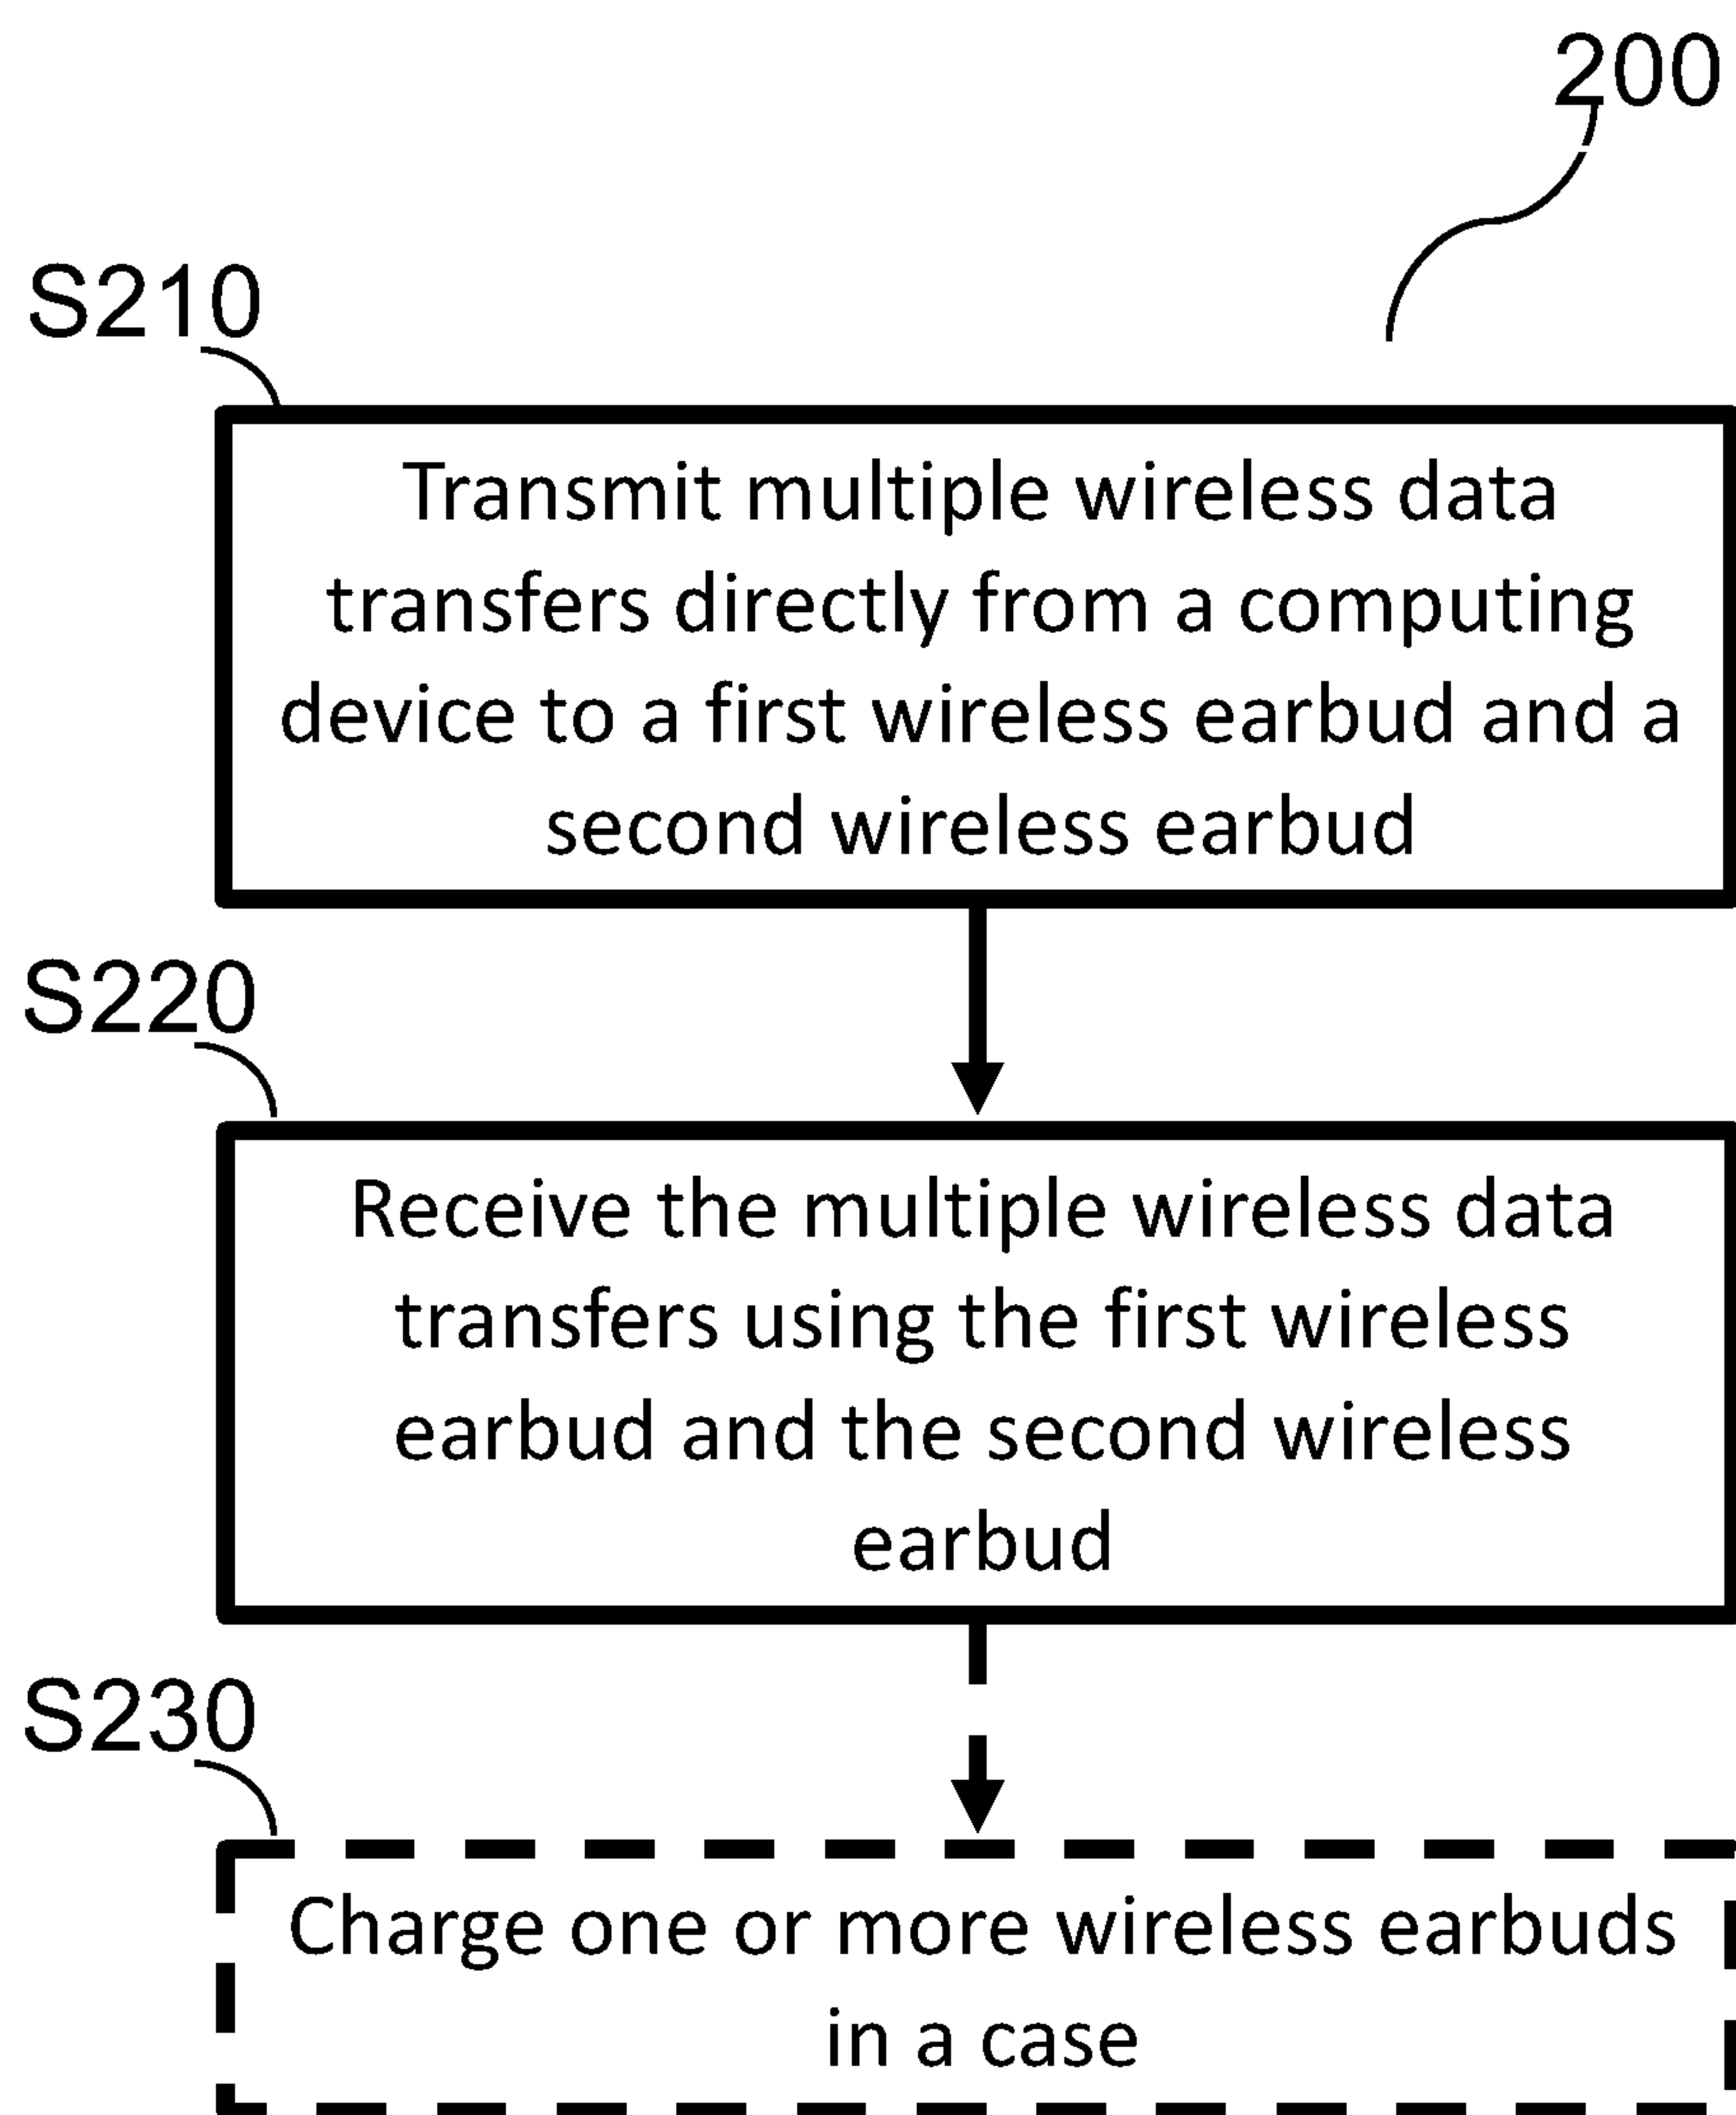 200
S210
Transmit multiple wireless data
transfers directly from a computing
device to a first wireless earbud and a
second wireless earbud
S220
Receive the multiple wireless data
transfers using the first wireless
earbud and the second wireless
earbud
S230
Charge one or more wireless earbuds
in a case